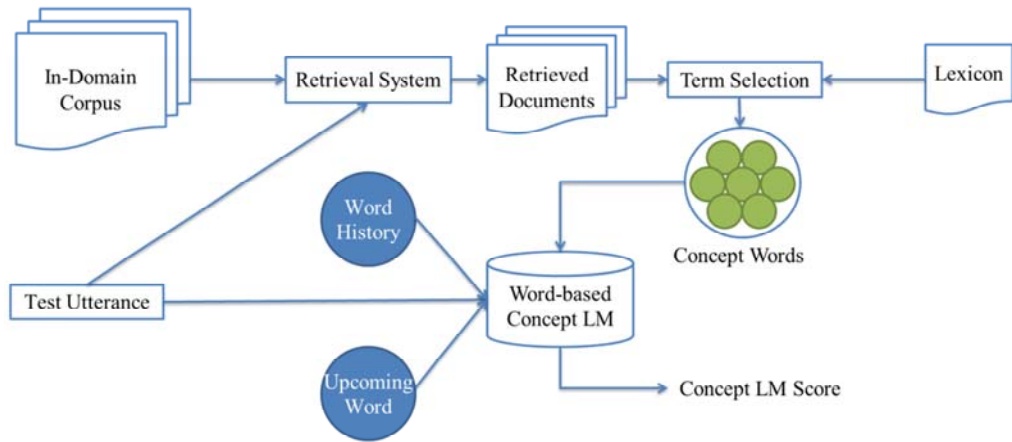 In-Domain
Corpus
Retrieval System
Retrieved
Documents
Term Selection
Lexicon
Word
History
Concept Words
Test Utterance
Word-based
Concept LM
Upcoming
Word
Concept LM Score